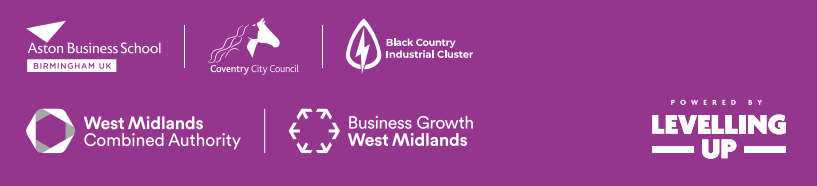 Aston Business School
BIRMINGHAM UK
Coventry City Council
Black Country
Industrial Cluster
West Midlands
Combined Authority
Business Growth
West Midlands
POWERED BY
LEVELLING
UP